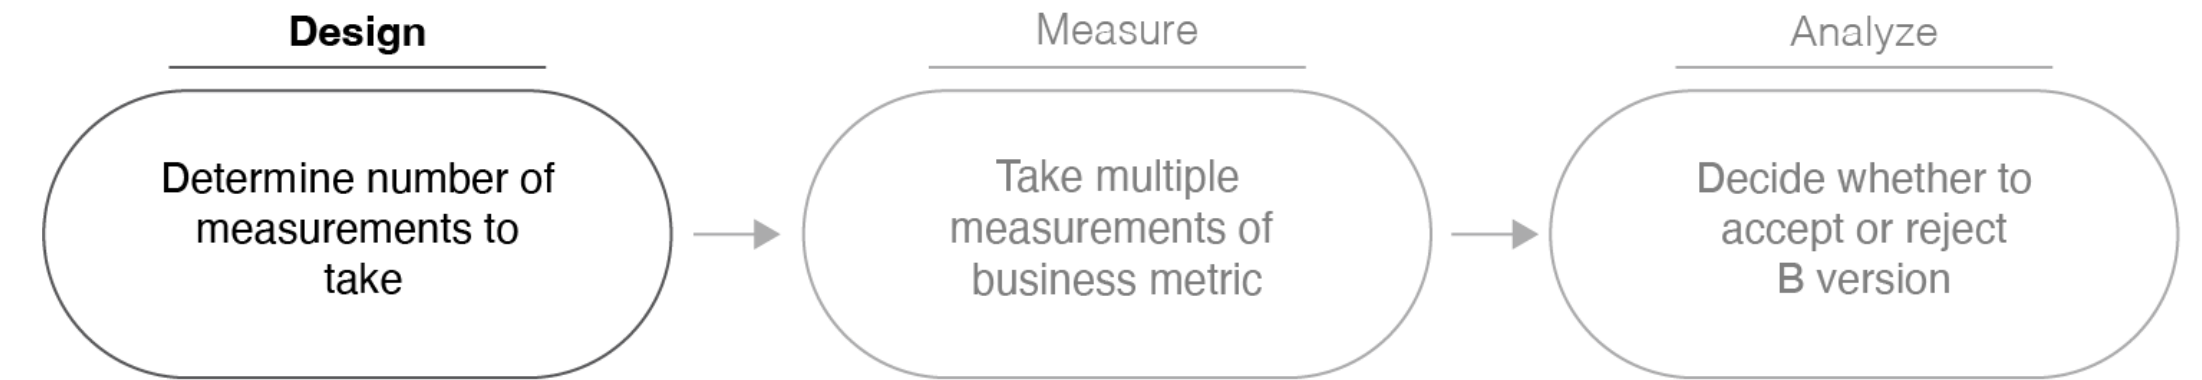 Design
Determine number of
measurements to
take
Measure
Take multiple
measurements of
business metric
Analyze
Decide whether to
accept or reject
B version